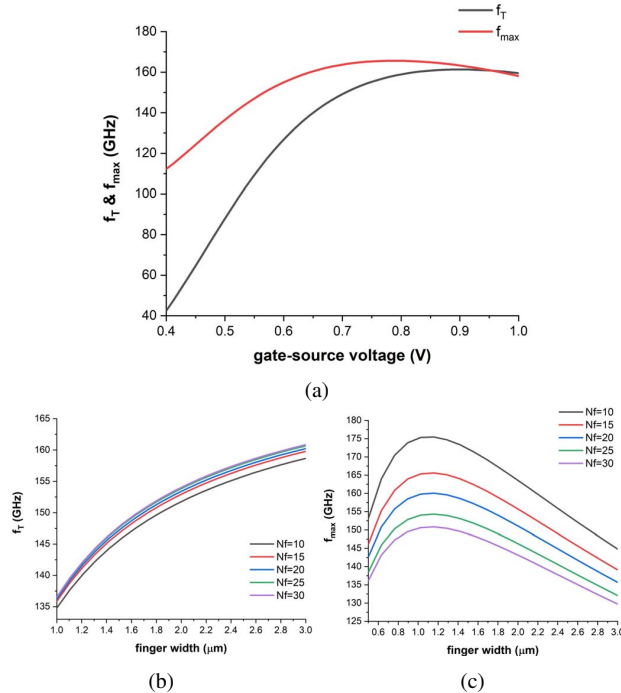 f_T
f_max
180
160
140
120
100
80
60
40
f_T & f_max (GHz)
0.4 0.5 0.6 0.7 0.8 0.9 1.0
gate-source voltage (V)
(a)
165
160
155
150
145
140
135
f_T (GHz)
Nf=10
Nf=15
Nf=20
Nf=25
Nf=30
1.0 1.2 1.4 1.6 1.8 2.0 2.2 2.4 2.6 2.8 3.0
finger width (μm)
(b)
Nf=10
Nf=15
Nf=20
Nf=25
Nf=30
180
175
170
165
160
155
150
145
140
135
130
125
f_max (GHz)
0.6 0.8 1.0 1.2 1.4 1.6 1.8 2.0 2.2 2.4 2.6 2.8 3.0
finger width (μm)
(c)